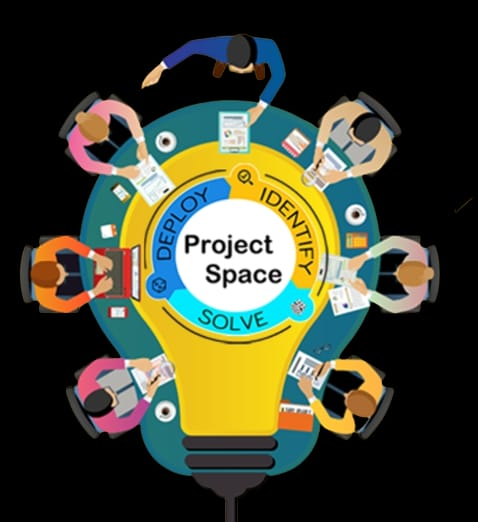 DEPLOY
IDENTIFY
Project
Space
SOLVE